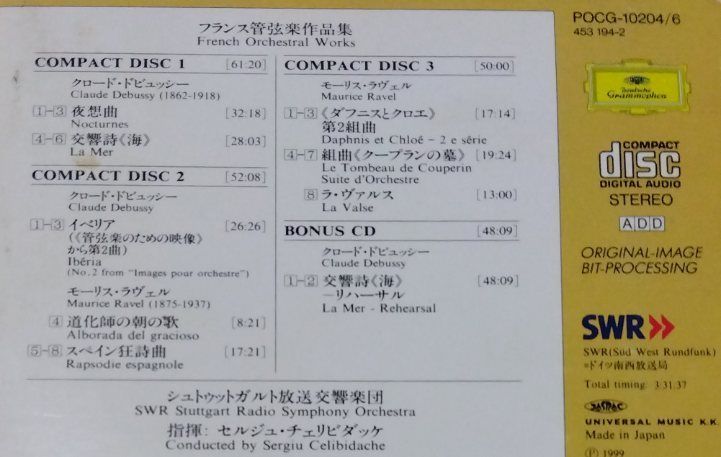 フランス管弦楽作品集
French Orchestral Works
COMPACT DISC 1 [61:20]
クロード・ドビュッシー
Claude Debussy (1862-1918)
1-3 夜想曲 [32:18]
Nocturnes
4-6 交響詩《海》 [28:03]
La Mer
COMPACT DISC 2 [52:08]
クロード・ドビュッシー
Claude Debussy
1-3 イベリア [26:26]
(《管弦楽のための映像》
から第2曲)
Ibéria
(No.2 from "Images pour orchestre")
モーリス・ラヴェル
Maurice Ravel (1875-1937)
4 道化師の朝の歌 [8:21]
Alborada del gracioso
5-8 スペイン狂詩曲 [17:21]
Rapsodie espagnole
COMPACT DISC 3 [50:00]
モーリス・ラヴェル
Maurice Ravel
1-3 《ダフニスとクロエ》 [17:14]
第2組曲
Daphnis et Chloé – 2 e série
4-7 組曲《クープランの墓》 [19:24]
Le Tombeau de Couperin
Suite d'Orchestre
8 ラ・ヴァルス [13:00]
La Valse
BONUS CD [48:09]
クロード・ドビュッシー
Claude Debussy
1-2 交響詩《海》 [48:09]
—リハーサル
La Mer - Rehearsal
シュトゥットガルト放送交響楽団
SWR Stuttgart Radio Symphony Orchestra
指揮: セルジュ・チェリビダッケ
Conducted by Sergiu Celibidache
POCG-10204/6
453 194-2
Deutsche
Grammophon
COMPACT
disc
DIGITAL AUDIO
STEREO
ADD
ORIGINAL-IMAGE
BIT-PROCESSING
SWR
SWR(Süd West Rundfunk)
=ドイツ南西放送局
Total timing 3.31.37
JASRAC
UNIVERSAL MUSIC K.K.
Made in Japan
Ⓟ 1999